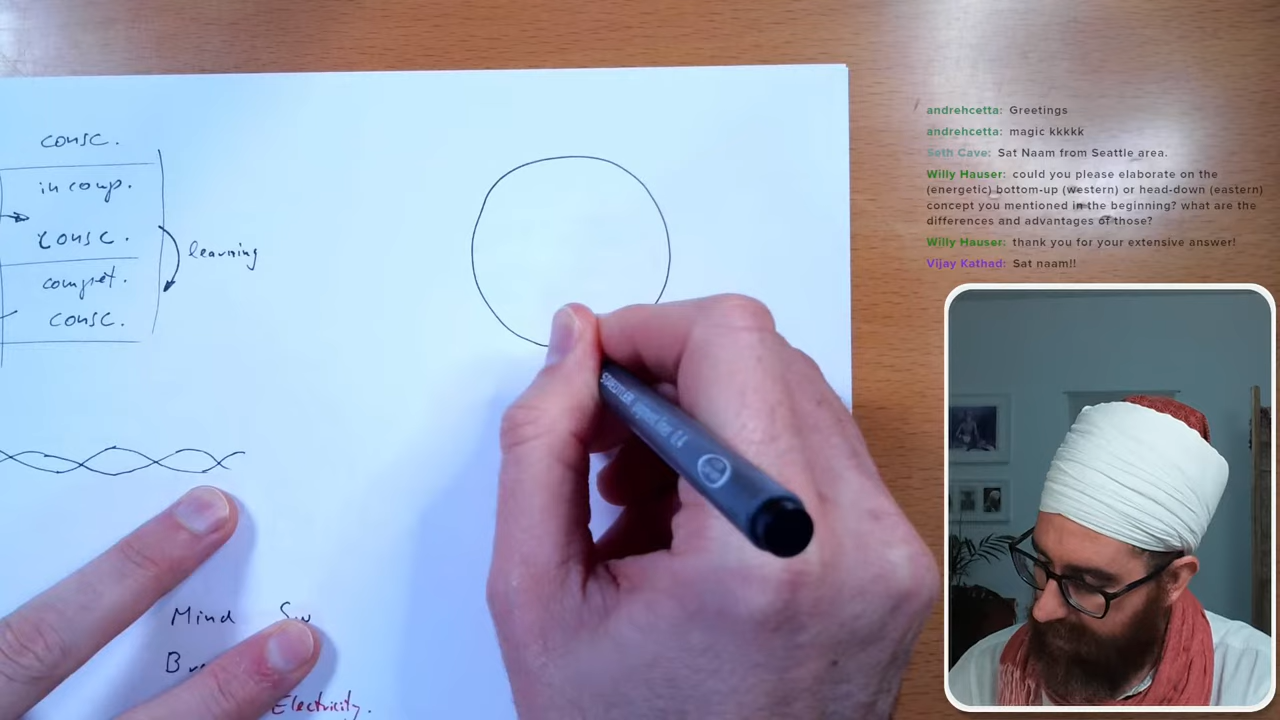 consc.
incomp.
consc.
compet.
consc.
learning
Mind Sw
Electricity.
STAEDTLER
andrehcetta: Greetings
andrehcetta: magic kkkkk
Seth Cave: Sat Naam from Seattle area.
Willy Hauser: could you please elaborate on the
(energetic) bottom-up (western) or head-down (eastern)
concept you mentioned in the beginning? what are the
differences and advantages of those?
Willy Hauser: thank you for your extensive answer!
Vijay Kathad: Sat naam!!